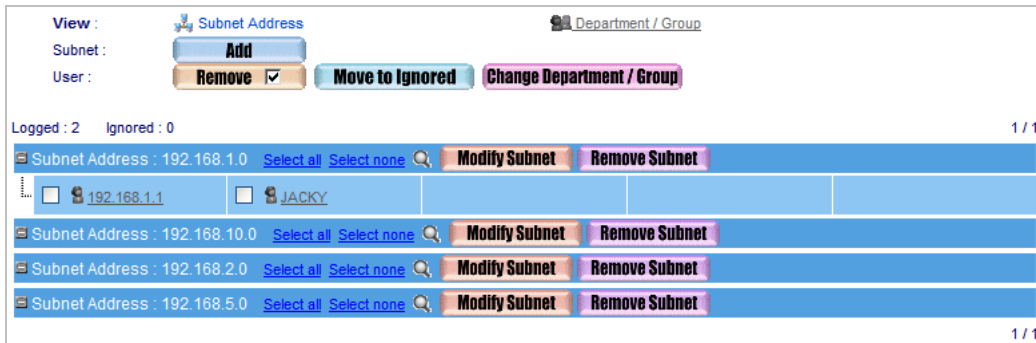 View : Subnet Address Department / Group
Subnet : Add
User : Remove Move to Ignored Change Department / Group
Logged : 2 Ignored : 0 1 / 1
Subnet Address : 192.168.1.0 Select all Select none Modify Subnet Remove Subnet
192.168.1.1 JACKY
Subnet Address : 192.168.10.0 Select all Select none Modify Subnet Remove Subnet
Subnet Address : 192.168.2.0 Select all Select none Modify Subnet Remove Subnet
Subnet Address : 192.168.5.0 Select all Select none Modify Subnet Remove Subnet
1 / 1